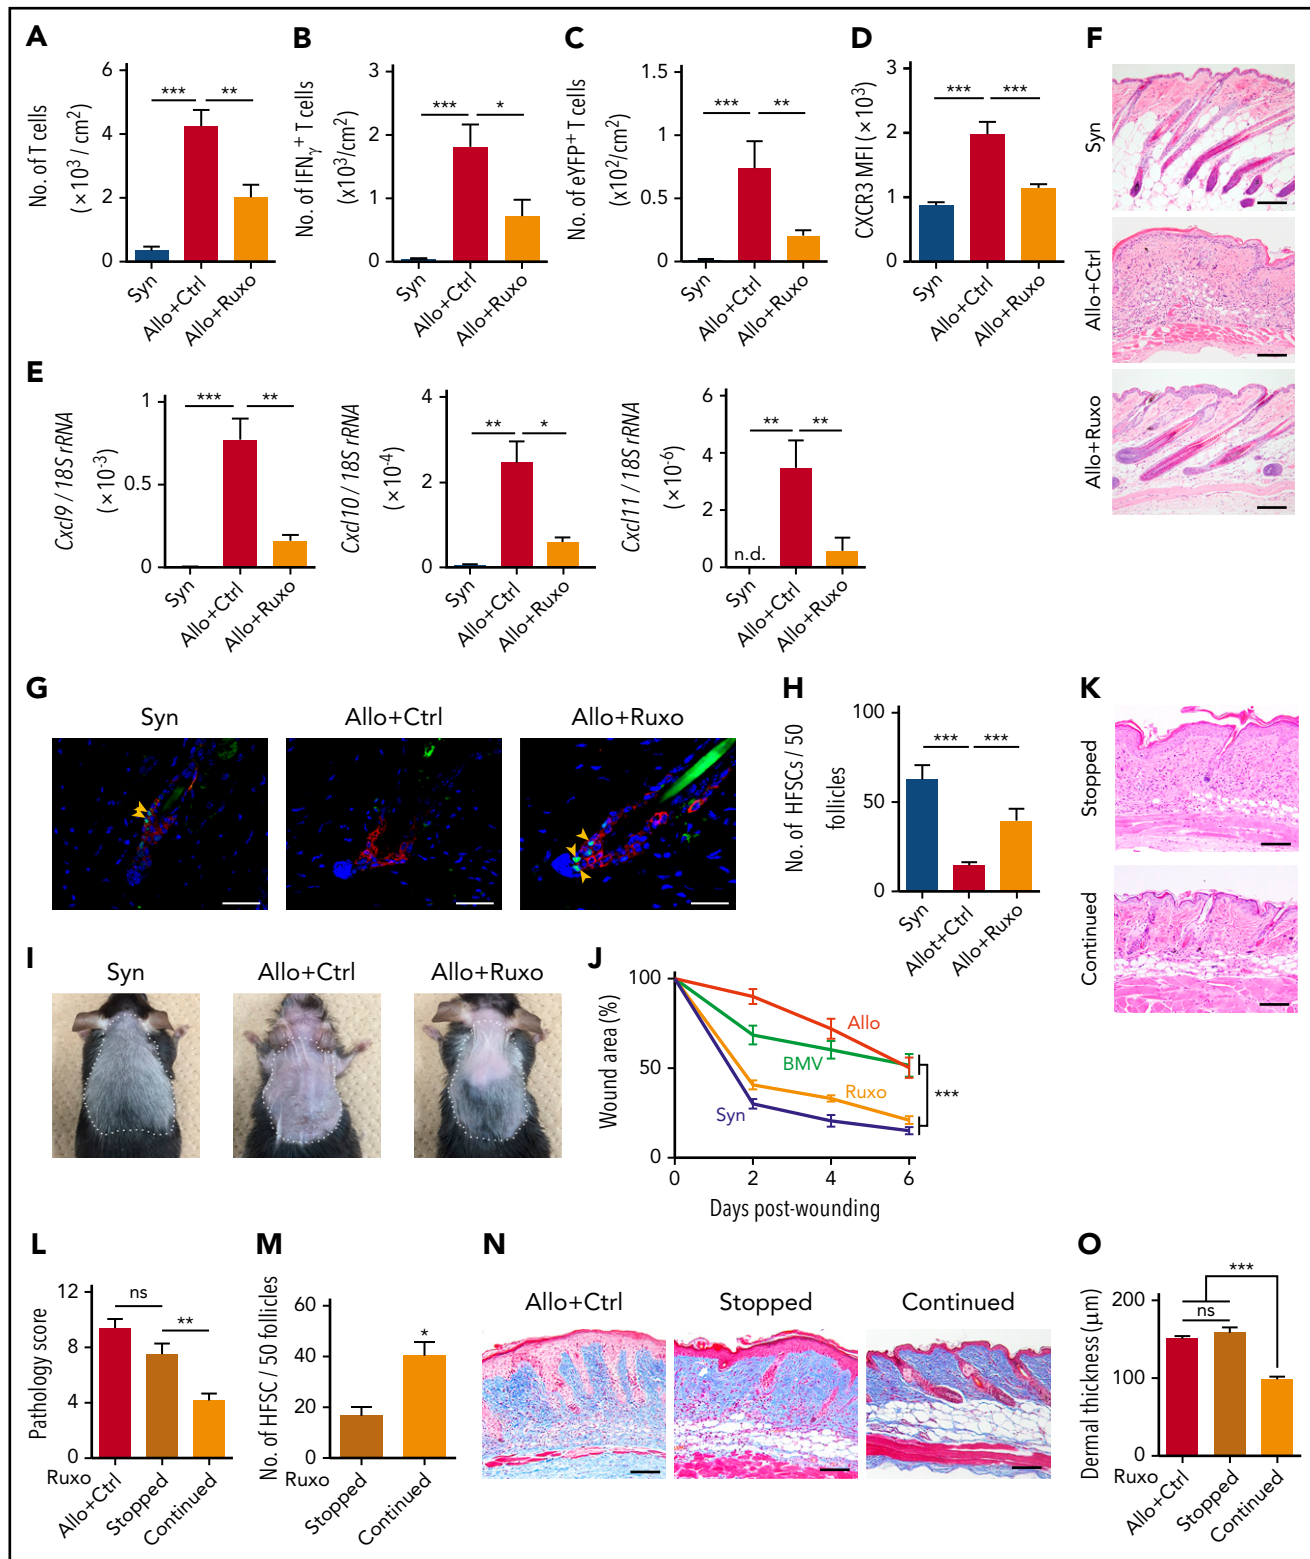 A
No. of T cells
(×10³ / cm²)
6
4
2
0
***
**
Syn
Allo+Ctrl
Allo+Ruxo
B
No. of IFNγ⁺ T cells
(x10³/cm²)
3
2
1
0
***
*
Syn
Allo+Ctrl
Allo+Ruxo
C
No. of eYFP⁺ T cells
(x10²/cm²)
1.5
1
0.5
0
***
**
Syn
Allo+Ctrl
Allo+Ruxo
D
CXCR3 MFI (×10³)
3
2
1
0
***
***
Syn
Allo+Ctrl
Allo+Ruxo
E
Cxcl9 / 18S rRNA
(×10⁻³)
1
0.5
0
***
**
Syn
Allo+Ctrl
Allo+Ruxo
Cxcl10 / 18S rRNA
(×10⁻⁴)
4
2
0
**
*
Syn
Allo+Ctrl
Allo+Ruxo
Cxcl11 / 18S rRNA
(×10⁻⁶)
6
4
2
0
n.d.
**
**
Syn
Allo+Ctrl
Allo+Ruxo
F
Syn
Allo+Ctrl
Allo+Ruxo
G
Syn
Allo+Ctrl
Allo+Ruxo
H
No. of HFSCs / 50
follicles
100
50
0
***
***
Syn
Allot+Ctrl
Allo+Ruxo
I
Syn
Allo+Ctrl
Allo+Ruxo
J
Wound area (%)
100
50
0
Allo
BMV
Ruxo
Syn
***
0
2
4
6
Days post-wounding
K
Stopped
Continued
L
Pathology score
12
8
4
0
ns
**
Ruxo
Allo+Ctrl
Stopped
Continued
M
No. of HFSC / 50 follicles
60
40
20
0
*
Ruxo
Stopped
Continued
N
Allo+Ctrl
Stopped
Continued
O
Dermal thickness (μm)
200
100
0
***
ns
Ruxo
Allo+Ctrl
Stopped
Continued